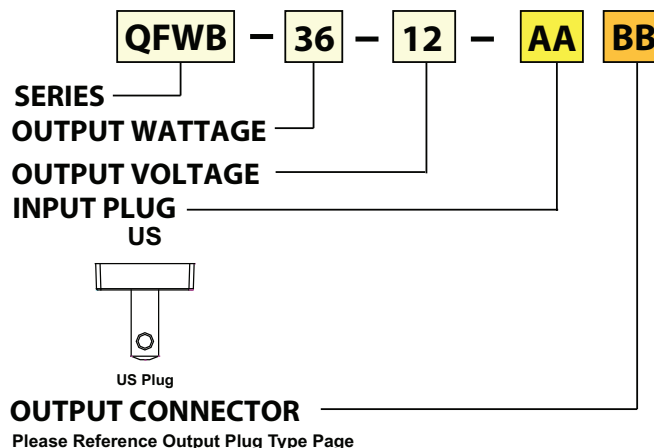 QFWB – 36 – 12 – AA BB
SERIES
OUTPUT WATTAGE
OUTPUT VOLTAGE
INPUT PLUG
US
US Plug
OUTPUT CONNECTOR
Please Reference Output Plug Type Page